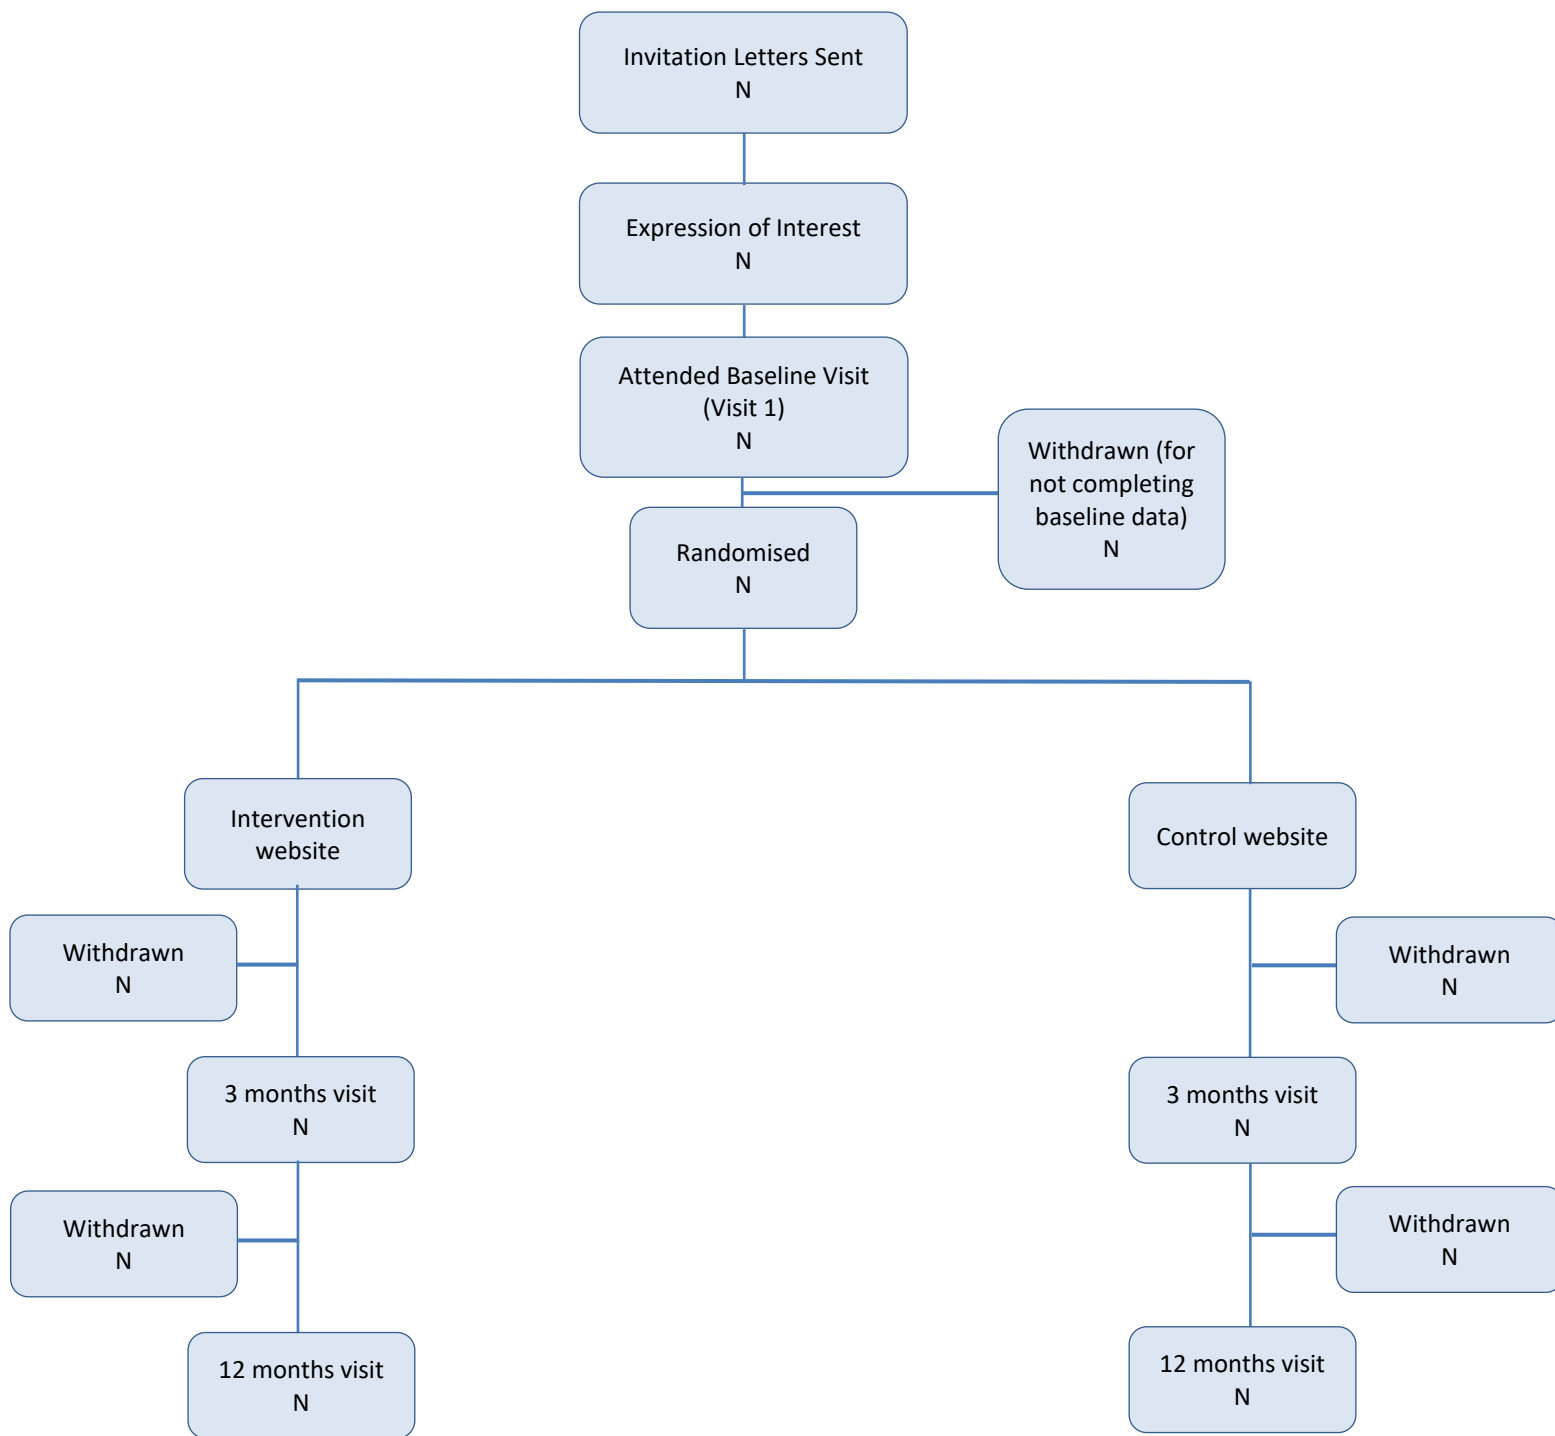 Invitation Letters Sent
N
Expression of Interest
N
Attended Baseline Visit
(Visit 1)
N
Withdrawn (for
not completing
baseline data)
N
Randomised
N
Intervention
website
Control website
Withdrawn
N
Withdrawn
N
3 months visit
N
3 months visit
N
Withdrawn
N
Withdrawn
N
12 months visit
N
12 months visit
N